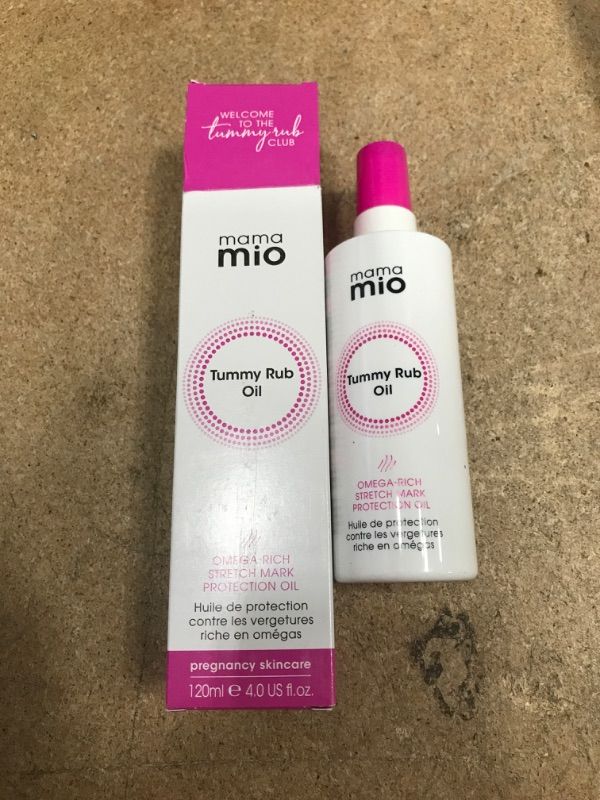 WELCOME
TO THE
tummy rub
CLUB
mama
mio
Tummy Rub
Oil
OMEGA-RICH
STRETCH MARK
PROTECTION OIL
Huile de protection
contre les vergetures
riche en omégas
pregnancy skincare
120ml e 4.0 US fl.oz.
mama
mio
Tummy Rub
Oil
OMEGA-RICH
STRETCH MARK
PROTECTION OIL
Huile de protection
contre les vergetures
riche en omégas